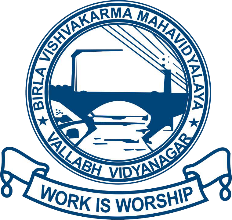 BIRLA VISHVAKARMA MAHAVIDYALAYA
VALLABH VIDYANAGAR
WORK IS WORSHIP